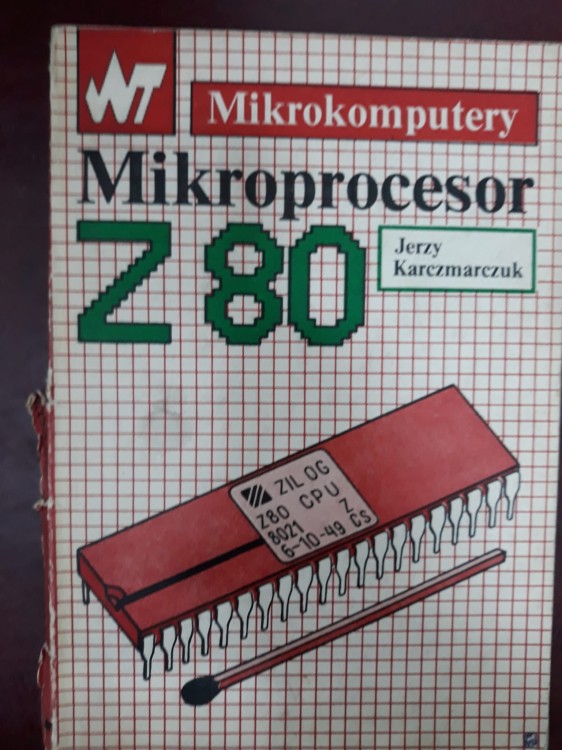 WT
Mikrokomputery
Mikroprocesor
Z80
Jerzy
Karczmarczuk
ZILOG
Z80 CPU
8021 Z
6-10-49 CS